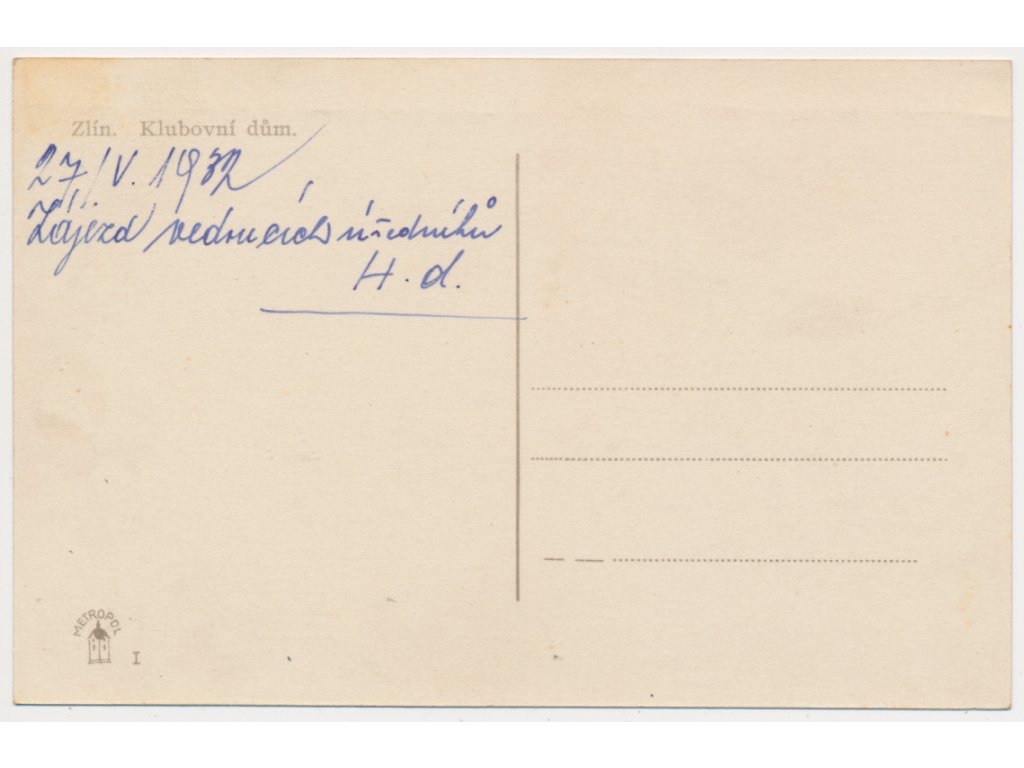 Zlín. Klubovní dům.
27./V. 1932
Zájezd vedoucích úředníků
H. d.
METROPOL
I